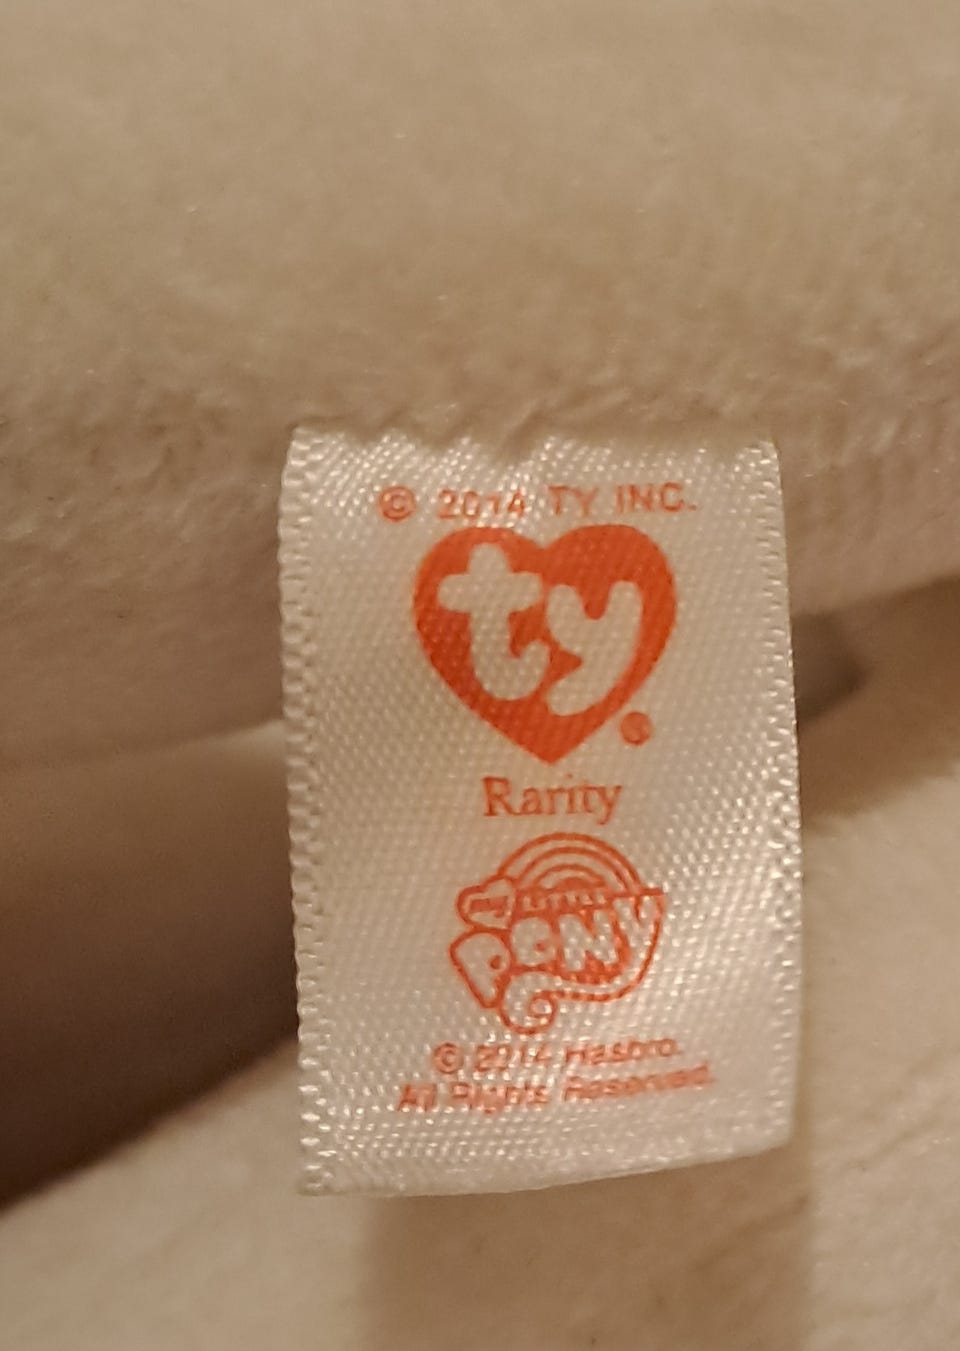 © 2014 TY INC.
ty
®
Rarity
my LITTLE
PONY
© 2014 Hasbro.
All Rights Reserved.